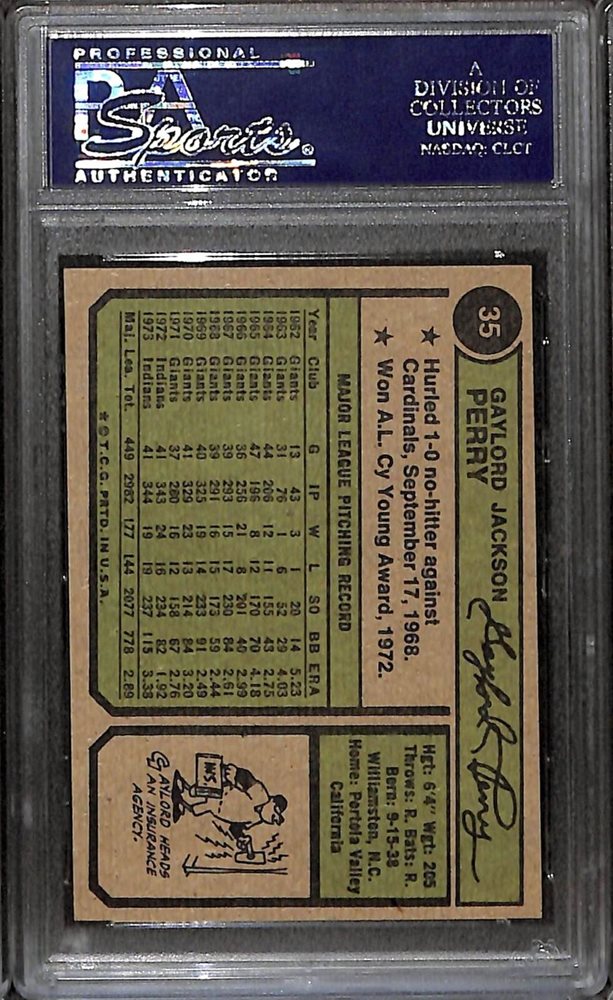 PROFESSIONAL
PSA
Sports®
AUTHENTICATOR
A
DIVISION OF
COLLECTORS
UNIVERSE
NASDAQ: CLCT
35
GAYLORD JACKSON
PERRY
Gaylord Perry
★ Hurled 1-0 no-hitter against
Cardinals, September 17, 1968.
★ Won A.L. Cy Young Award, 1972.
Hgt: 6'4" Wgt: 205
Throws: R. Bats: R.
Born: 9-15-38
Williamston, N.C.
Home: Portola Valley
California
MAJOR LEAGUE PITCHING RECORD
Year Club G IP W L SO BB ERA
1962 Giants 13 43 3 1 20 14 5.23
1963 Giants 31 76 1 6 52 29 4.03
1964 Giants 44 206 12 11 155 43 2.75
1965 Giants 47 196 8 12 170 70 4.18
1966 Giants 36 256 21 8 201 40 2.99
1967 Giants 39 293 15 17 230 84 2.61
1968 Giants 39 291 16 15 173 59 2.44
1969 Giants 40 325 19 14 233 91 2.49
1970 Giants 41 329 23 13 214 84 3.20
1971 Giants 37 280 16 12 158 67 2.76
1972 Indians 41 343 24 16 234 82 1.92
1973 Indians 41 344 19 19 237 115 3.38
Maj. Lea. Tot. 449 2982 177 144 2077 778 2.89
★ © T.C.G. PRTD. IN U.S.A.
INS.
GAYLORD HEADS
AN INSURANCE
AGENCY.